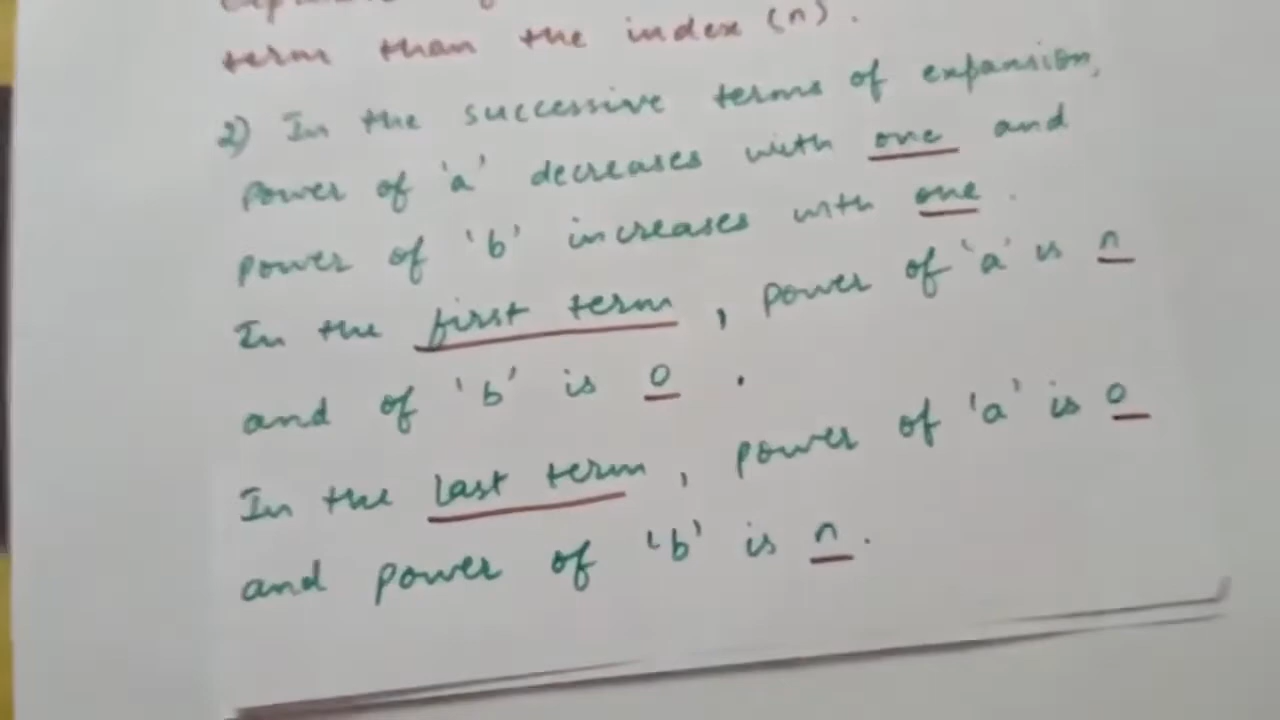 term than the index (n).
2) In the successive terms of expansion,
power of 'a' decreases with one and
power of 'b' increases with one.
In the first term, power of 'a' is n
and of 'b' is 0.
In the last term, power of 'a' is 0
and power of 'b' is n.